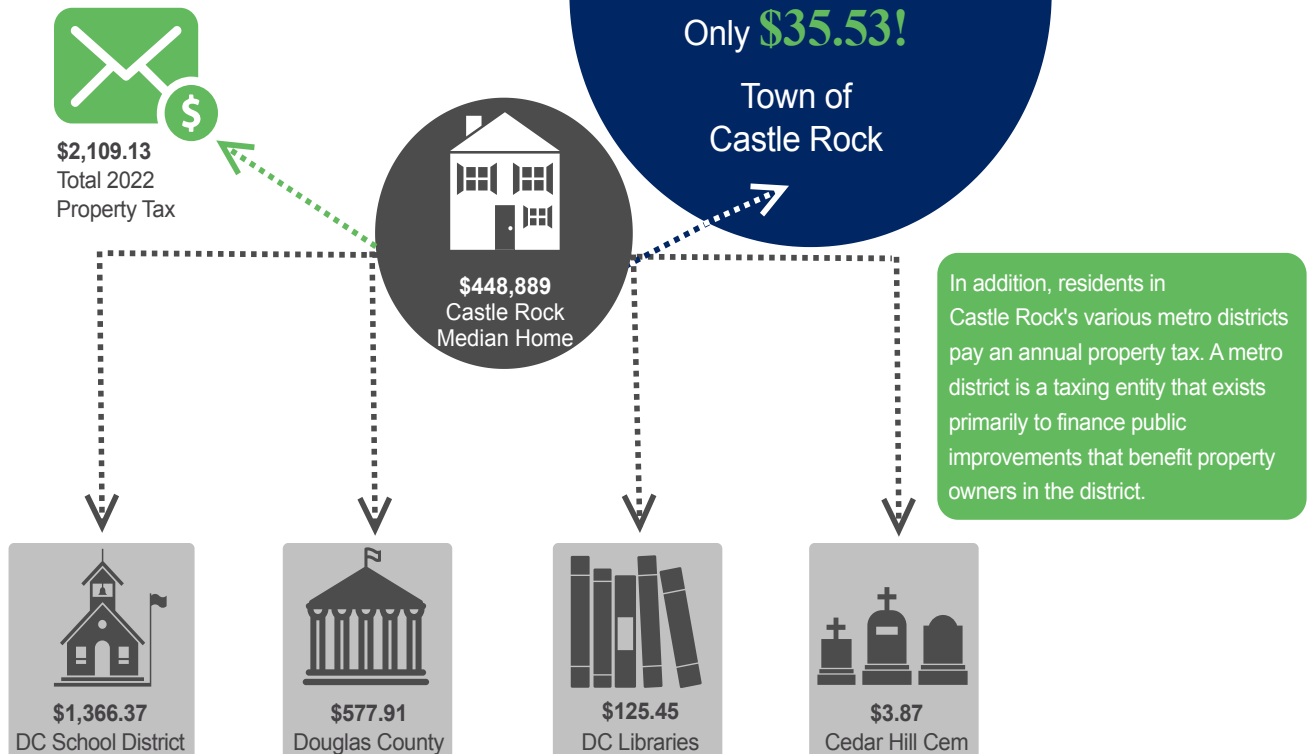 Only $35.53!
Town of
Castle Rock
$
$2,109.13
Total 2022
Property Tax
$448,889
Castle Rock
Median Home
In addition, residents in
Castle Rock's various metro districts
pay an annual property tax. A metro
district is a taxing entity that exists
primarily to finance public
improvements that benefit property
owners in the district.
$1,366.37
DC School District
$577.91
Douglas County
$125.45
DC Libraries
$3.87
Cedar Hill Cem